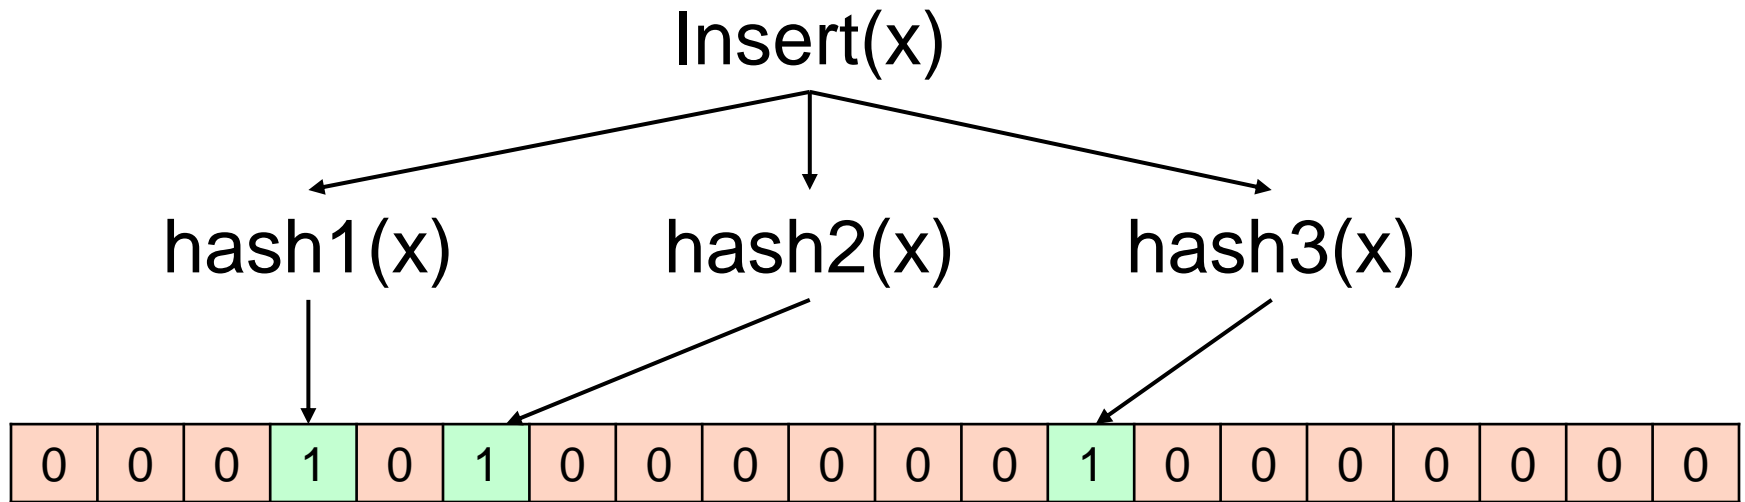 Insert(x)
hash1(x) hash2(x) hash3(x)
0 0 0 1 0 1 0 0 0 0 0 0 1 0 0 0 0 0 0 0